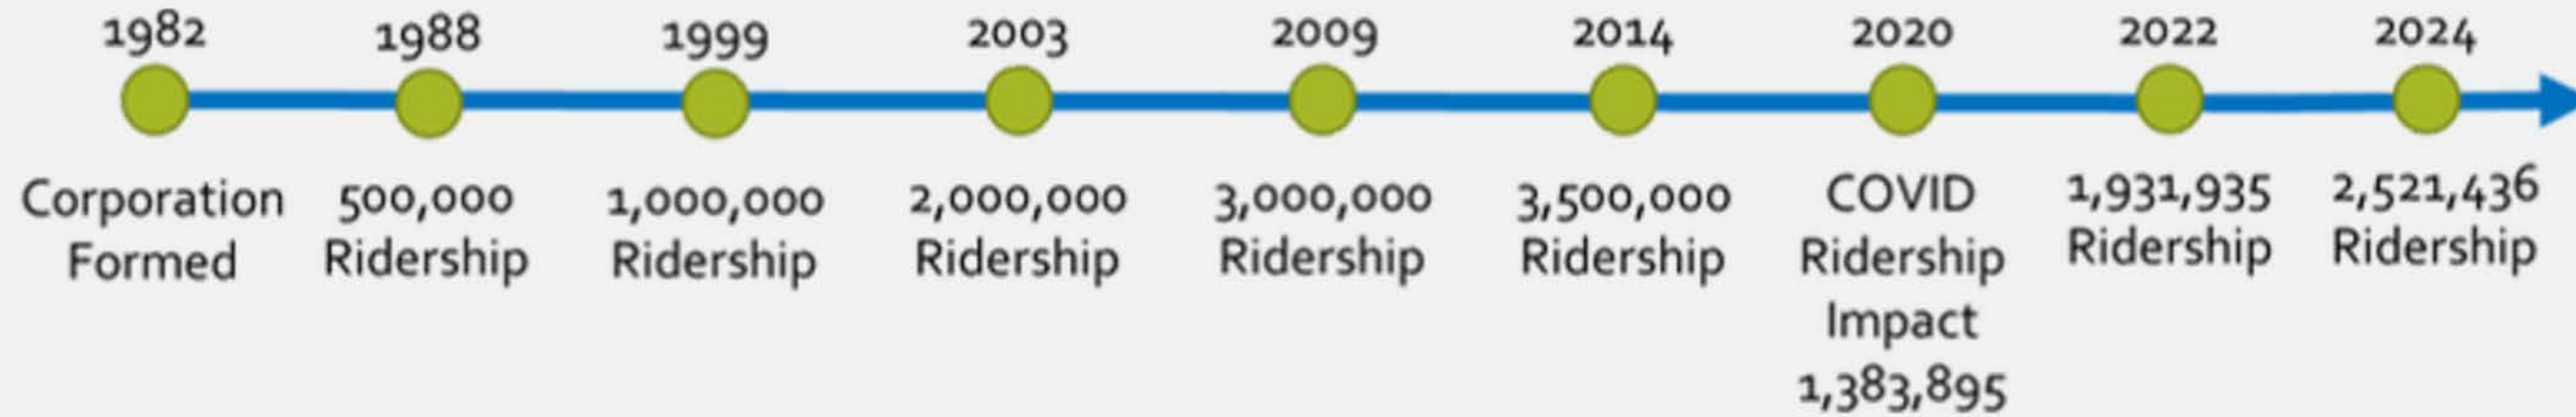 1982 1988 1999 2003 2009 2014 2020 2022 2024
Corporation 500,000 1,000,000 2,000,000 3,000,000 3,500,000 COVID 1,931,935 2,521,436
Formed Ridership Ridership Ridership Ridership Ridership Ridership Ridership Ridership
Impact
1,383,895